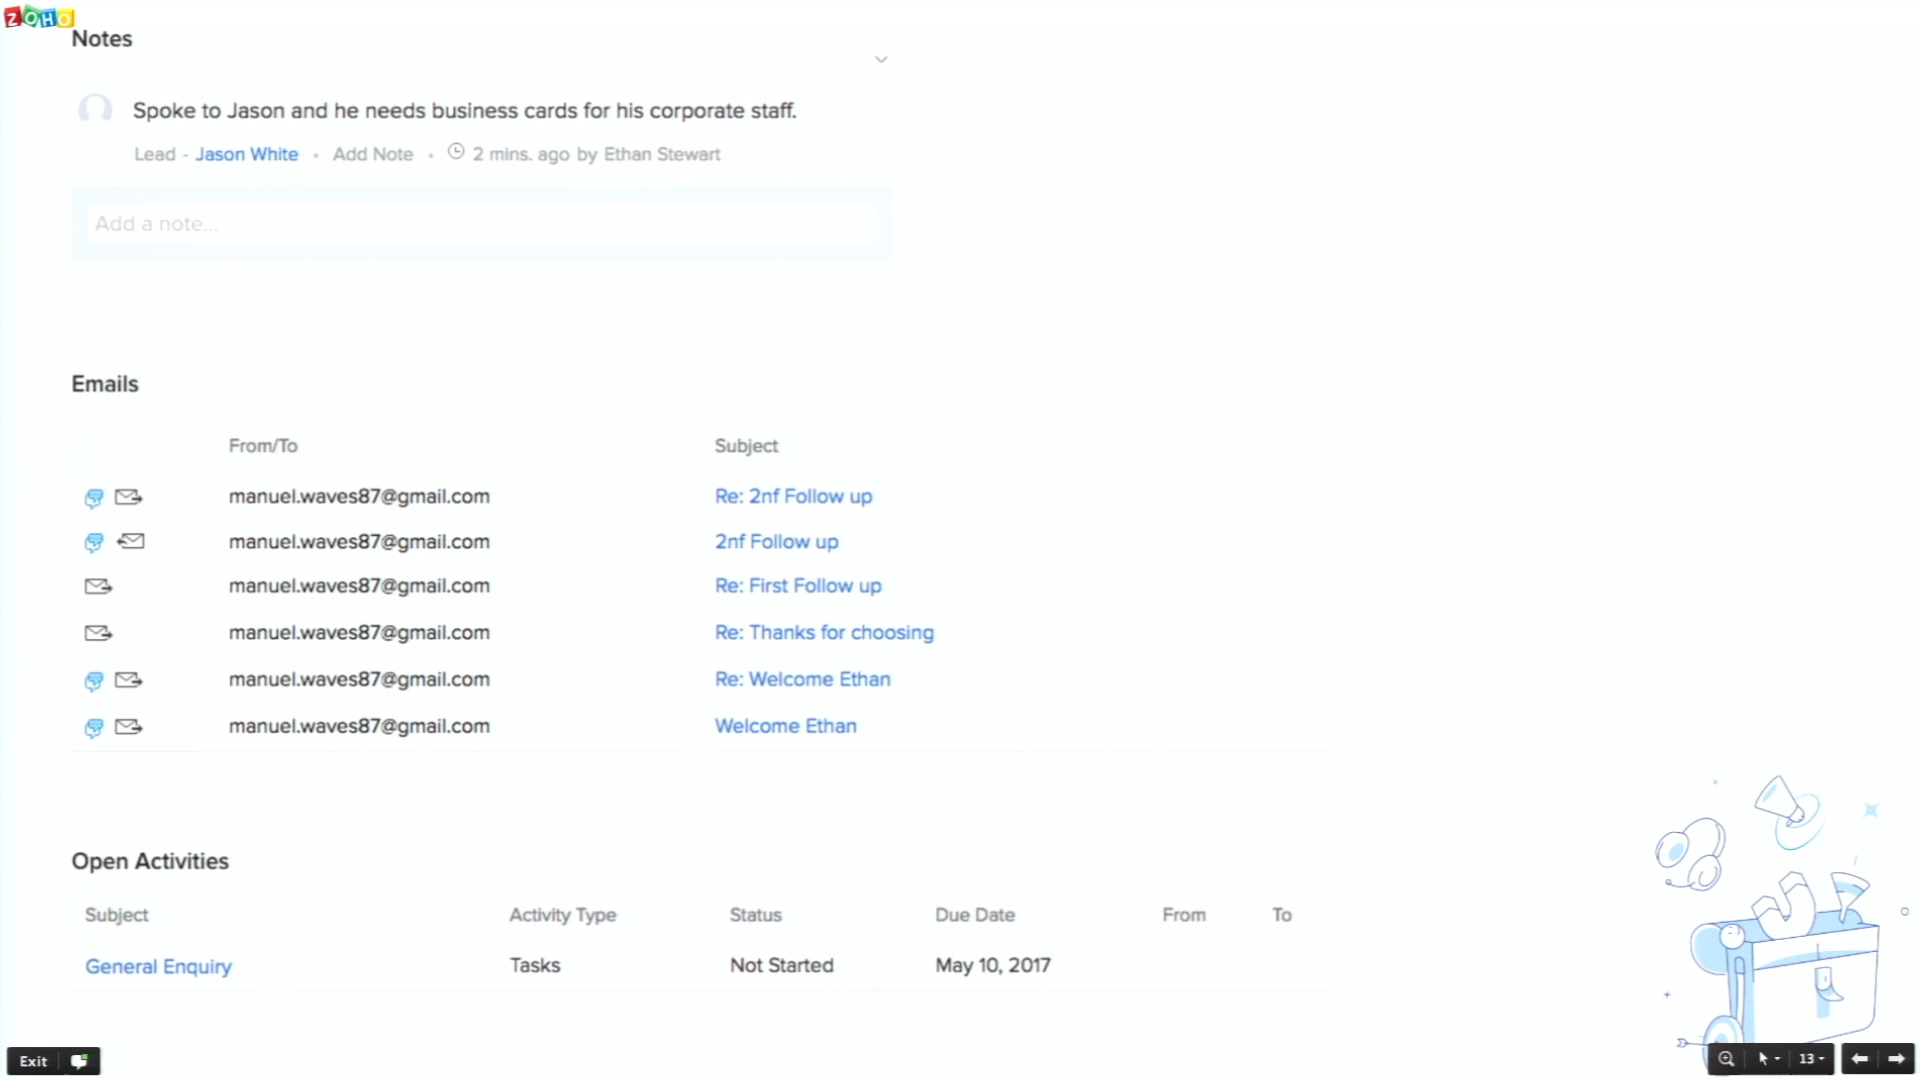 ZOHO
Notes
Spoke to Jason and he needs business cards for his corporate staff.
Lead - Jason White • Add Note • 2 mins. ago by Ethan Stewart
Add a note...
Emails
From/To Subject
manuel.waves87@gmail.com Re: 2nf Follow up
manuel.waves87@gmail.com 2nf Follow up
manuel.waves87@gmail.com Re: First Follow up
manuel.waves87@gmail.com Re: Thanks for choosing
manuel.waves87@gmail.com Re: Welcome Ethan
manuel.waves87@gmail.com Welcome Ethan
Open Activities
Subject Activity Type Status Due Date From To
General Enquiry Tasks Not Started May 10, 2017
Exit 13